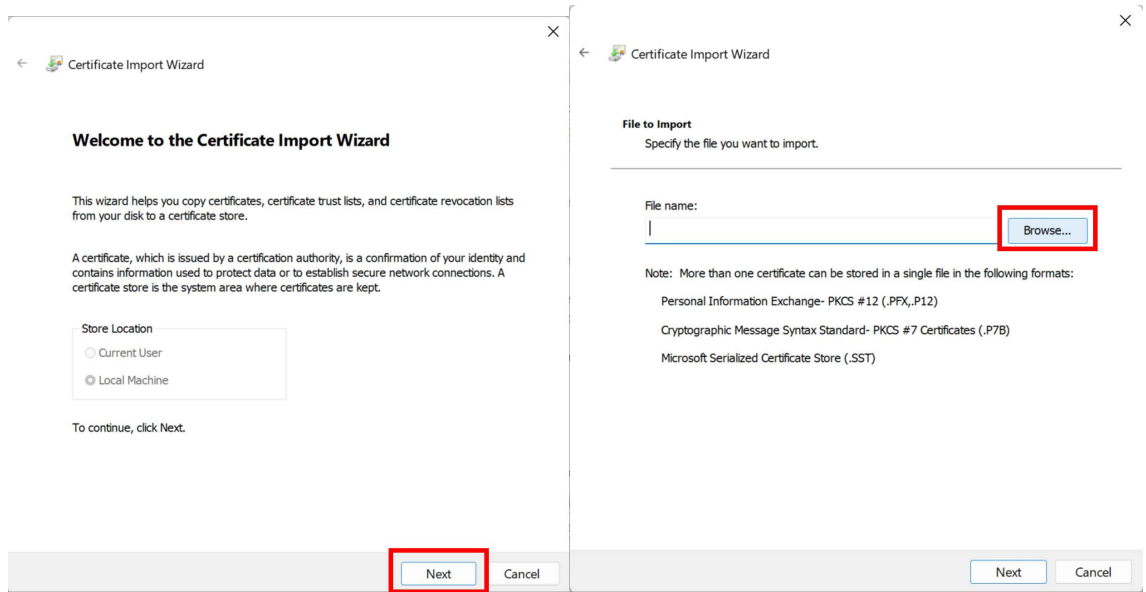 Certificate Import Wizard
Welcome to the Certificate Import Wizard
This wizard helps you copy certificates, certificate trust lists, and certificate revocation lists
from your disk to a certificate store.
A certificate, which is issued by a certification authority, is a confirmation of your identity and
contains information used to protect data or to establish secure network connections. A
certificate store is the system area where certificates are kept.
Store Location
Current User
Local Machine
To continue, click Next.
Next
Cancel
Certificate Import Wizard
File to Import
Specify the file you want to import.
File name:
Browse...
Note: More than one certificate can be stored in a single file in the following formats:
Personal Information Exchange- PKCS #12 (.PFX,.P12)
Cryptographic Message Syntax Standard- PKCS #7 Certificates (.P7B)
Microsoft Serialized Certificate Store (.SST)
Next
Cancel